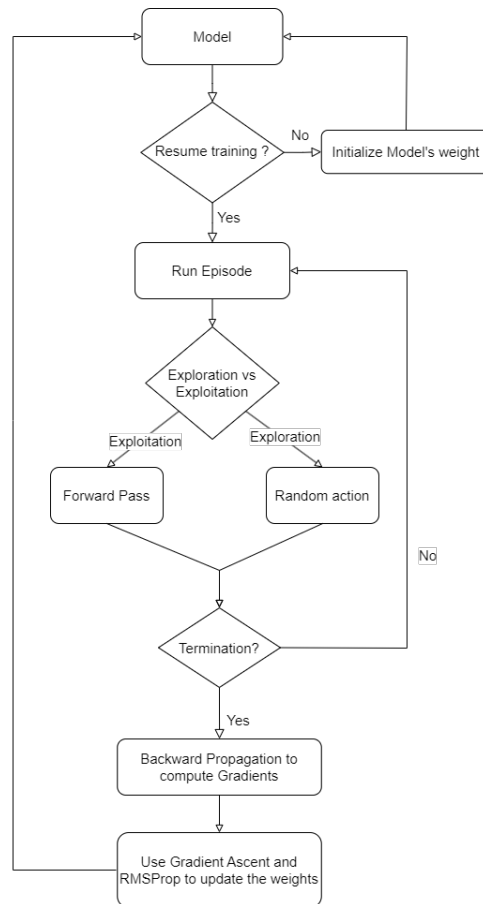 Model
Resume training ?
No
Initialize Model's weight
Yes
Run Episode
Exploration vs
Exploitation
Exploitation
Exploration
Forward Pass
Random action
No
Termination?
Yes
Backward Propagation to
compute Gradients
Use Gradient Ascent and
RMSProp to update the weights